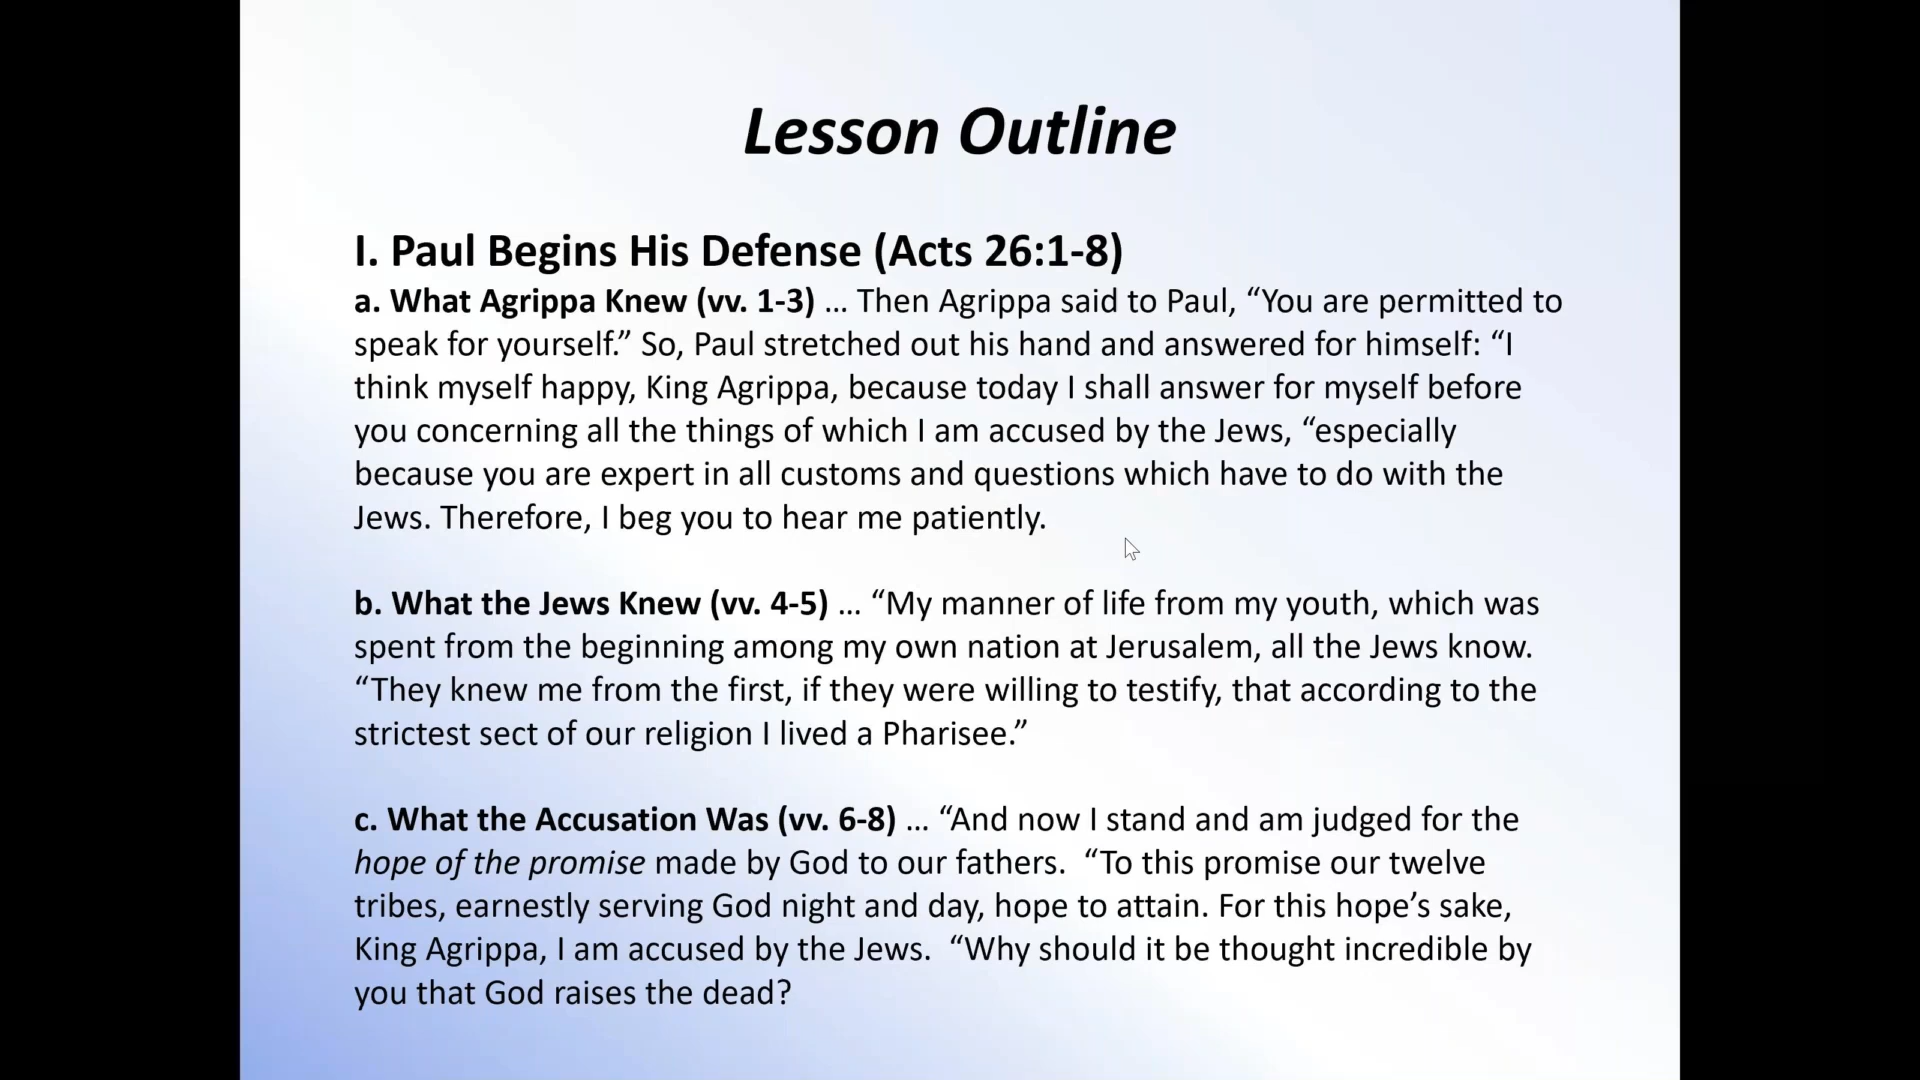 Lesson Outline
I. Paul Begins His Defense (Acts 26:1-8)
a. What Agrippa Knew (vv. 1-3) … Then Agrippa said to Paul, “You are permitted to
speak for yourself.” So, Paul stretched out his hand and answered for himself: “I
think myself happy, King Agrippa, because today I shall answer for myself before
you concerning all the things of which I am accused by the Jews, “especially
because you are expert in all customs and questions which have to do with the
Jews. Therefore, I beg you to hear me patiently.
b. What the Jews Knew (vv. 4-5) … “My manner of life from my youth, which was
spent from the beginning among my own nation at Jerusalem, all the Jews know.
“They knew me from the first, if they were willing to testify, that according to the
strictest sect of our religion I lived a Pharisee.”
c. What the Accusation Was (vv. 6-8) … “And now I stand and am judged for the
hope of the promise made by God to our fathers.  “To this promise our twelve
tribes, earnestly serving God night and day, hope to attain. For this hope’s sake,
King Agrippa, I am accused by the Jews.  “Why should it be thought incredible by
you that God raises the dead?